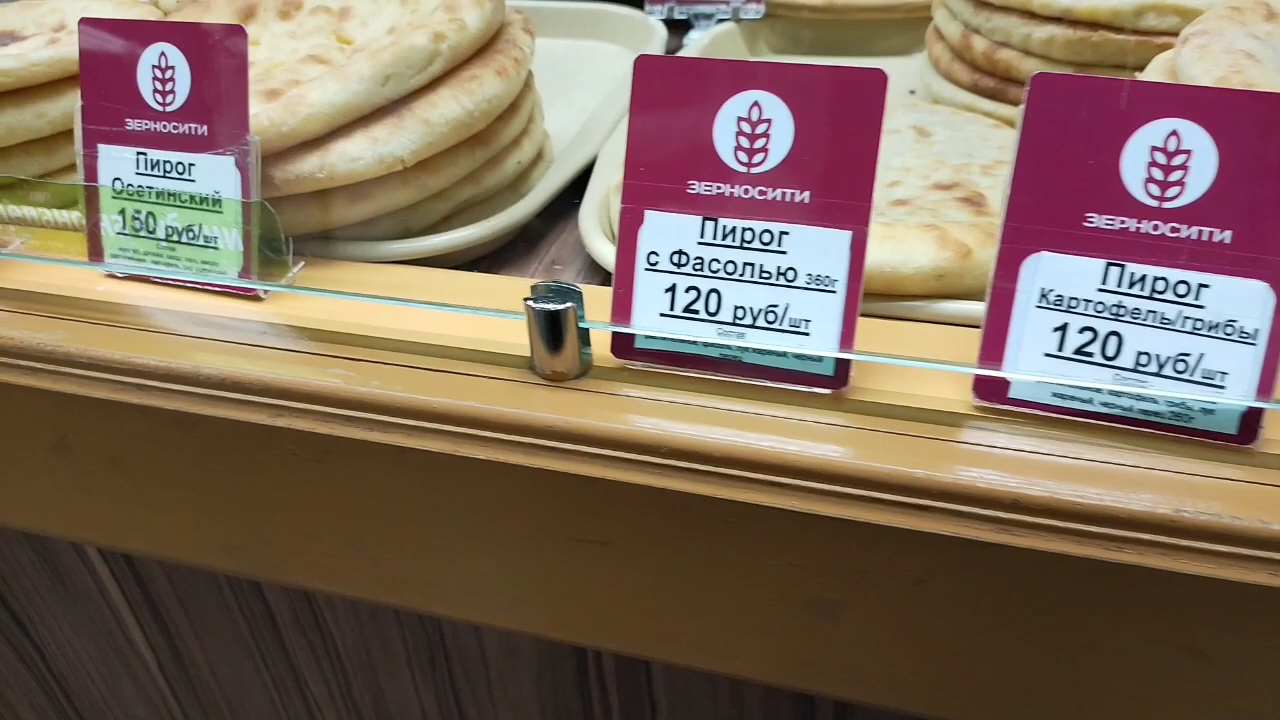 ЗЕРНОСИТИ
Пирог
Осетинский
150 руб/шт
ЗЕРНОСИТИ
Пирог
с Фасолью 360г
120 руб/шт
Состав:
ЗЕРНОСИТИ
Пирог
Картофель/грибы
120 руб/шт